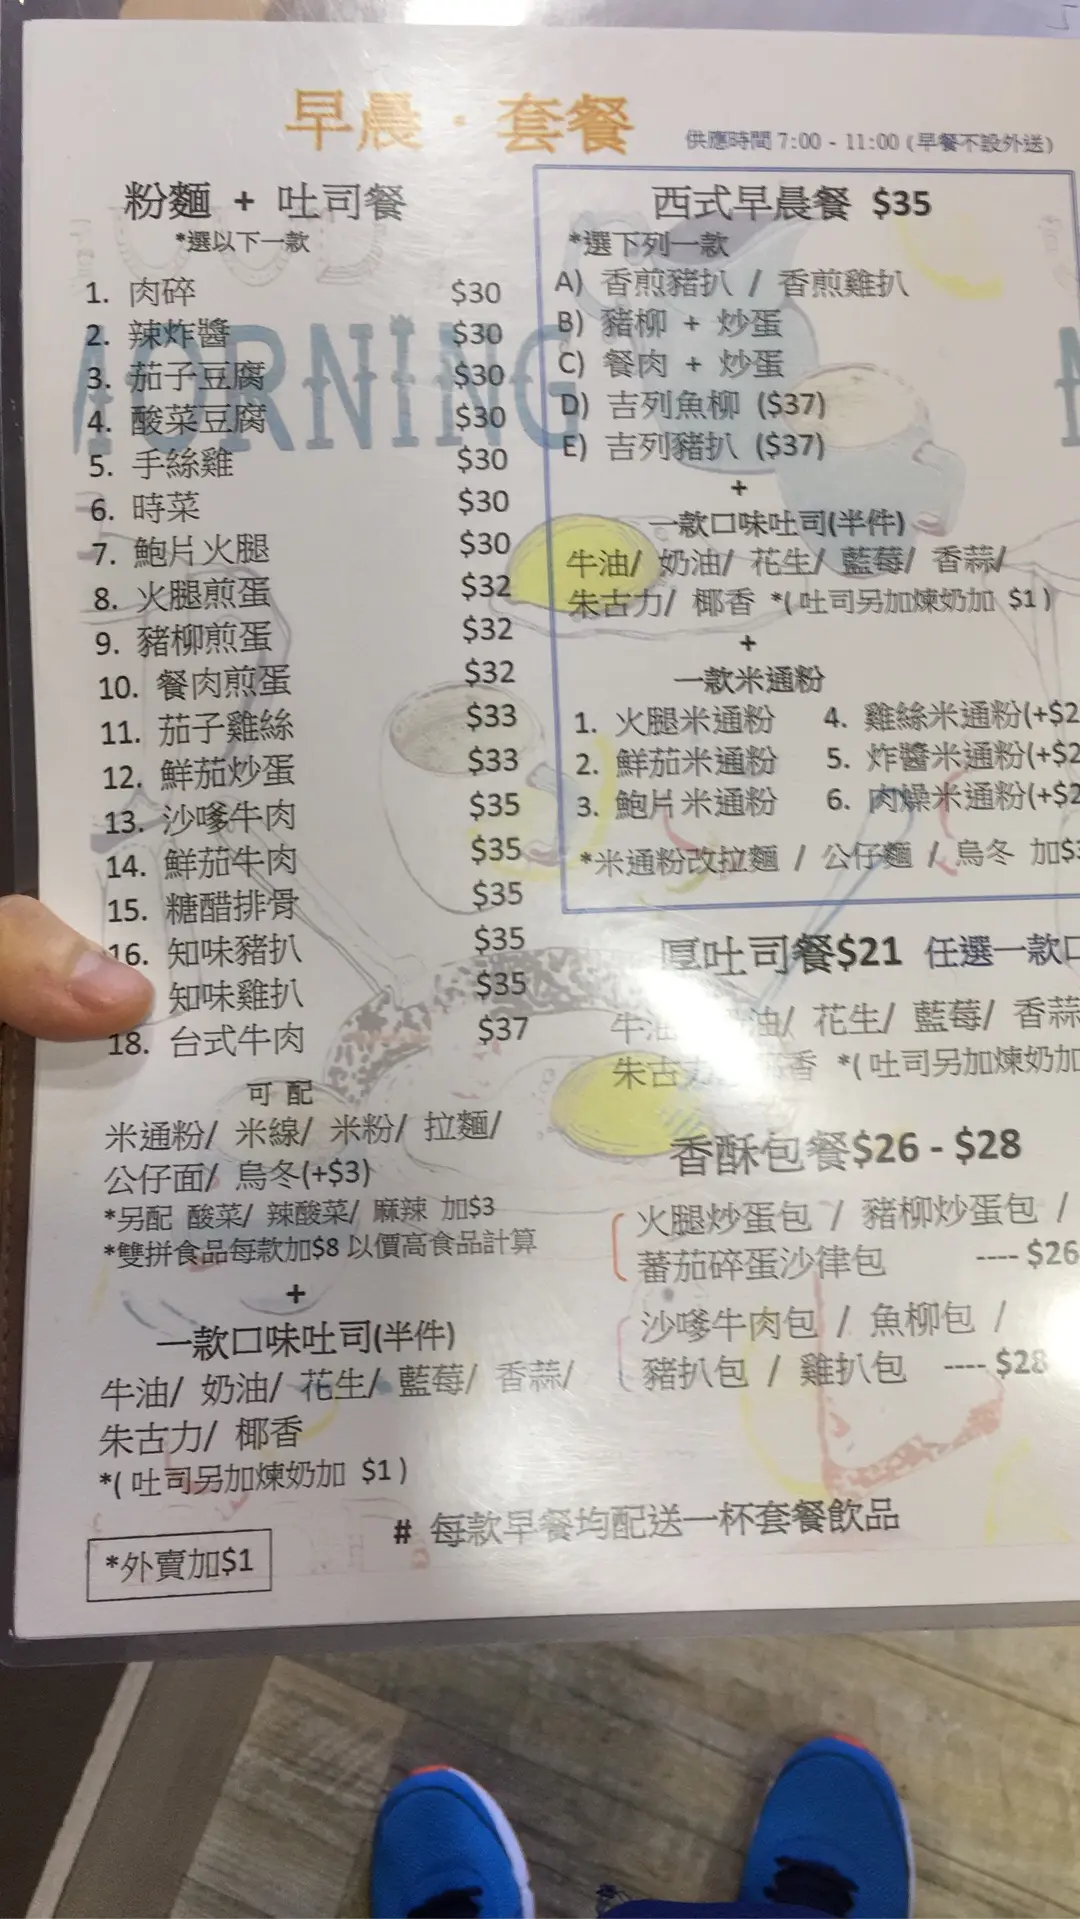 早晨·套餐
供應時間 7:00 - 11:00 (早餐不設外送)
粉麵 + 吐司餐
*選以下一款
1. 肉碎 $30
2. 辣炸醬 $30
3. 茄子豆腐 $30
4. 酸菜豆腐 $30
5. 手絲雞 $30
6. 時菜 $30
7. 鮑片火腿 $30
8. 火腿煎蛋 $32
9. 豬柳煎蛋 $32
10. 餐肉煎蛋 $32
11. 茄子雞絲 $33
12. 鮮茄炒蛋 $33
13. 沙嗲牛肉 $35
14. 鮮茄牛肉 $35
15. 糖醋排骨 $35
16. 知味豬扒 $35
知味雞扒 $35
18. 台式牛肉 $37
可配
米通粉/ 米線/ 米粉/ 拉麵/
公仔面/ 烏冬(+$3)
*另配 酸菜/ 辣酸菜/ 麻辣 加$3
*雙拼食品每款加$8 以價高食品計算
+
一款口味吐司(半件)
牛油/ 奶油/ 花生/ 藍莓/ 香蒜/
朱古力/ 椰香
*(吐司另加煉奶加 $1)
*外賣加$1
西式早晨餐 $35
*選下列一款
A) 香煎豬扒 / 香煎雞扒
B) 豬柳 + 炒蛋
C) 餐肉 + 炒蛋
D) 吉列魚柳 ($37)
E) 吉列豬扒 ($37)
+
一款口味吐司(半件)
牛油/ 奶油/ 花生/ 藍莓/ 香蒜/
朱古力/ 椰香 *(吐司另加煉奶加 $1)
+
一款米通粉
1. 火腿米通粉 4. 雞絲米通粉(+$2
2. 鮮茄米通粉 5. 炸醬米通粉(+$2
3. 鮑片米通粉 6. 肉燥米通粉(+$2
*米通粉改拉麵 / 公仔麵 / 烏冬 加$3
厚吐司餐$21 任選一款口
牛油/ 油/ 花生/ 藍莓/ 香蒜
朱古力 香 *(吐司另加煉奶加
香酥包餐$26 - $28
火腿炒蛋包 / 豬柳炒蛋包 /
蕃茄碎蛋沙律包 ---- $26
沙嗲牛肉包 / 魚柳包 /
豬扒包 / 雞扒包 ---- $28
# 每款早餐均配送一杯套餐飲品
MORNING